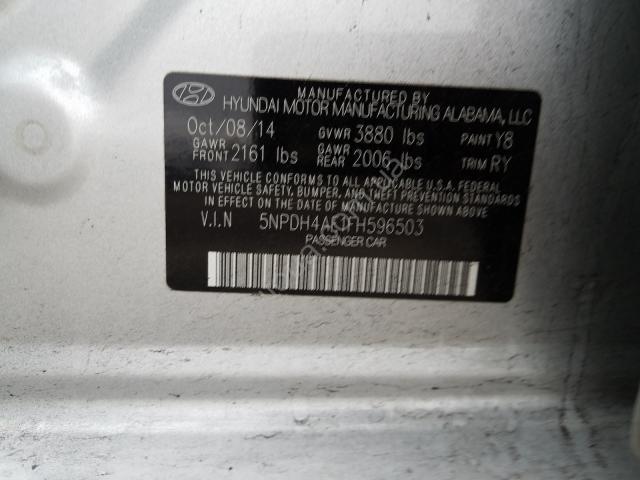 MANUFACTURED BY
HYUNDAI MOTOR MANUFACTURING ALABAMA, LLC
Oct/08/14 GVWR 3880 lbs PAINT Y8
GAWR FRONT 2161 lbs GAWR REAR 2006 lbs TRIM RY
THIS VEHICLE CONFORMS TO ALL APPLICABLE U.S.A. FEDERAL
MOTOR VEHICLE SAFETY, BUMPER, AND THEFT PREVENTION STANDARDS
IN EFFECT ON THE DATE OF MANUFACTURE SHOWN ABOVE.
V.I.N
PASSENGER CAR